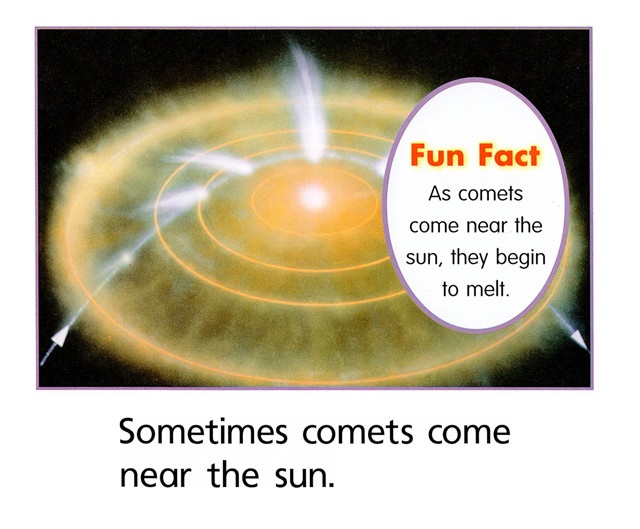 Fun Fact
As comets
come near the
sun, they begin
to melt.
Sometimes comets come
near the sun.